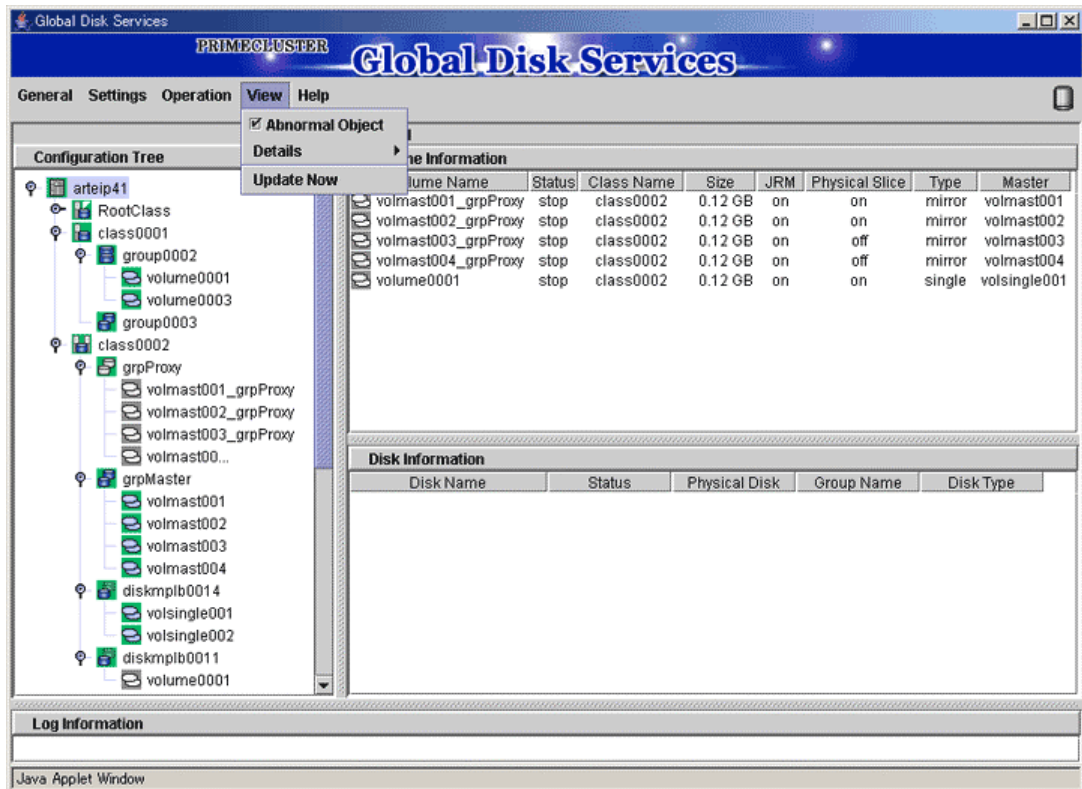 Global Disk Services
PRIMECLUSTER
Global Disk Services
General Settings Operation View Help
Abnormal Object
Details
Update Now
Configuration Tree
arteip41
RootClass
class0001
group0002
volume0001
volume0003
group0003
class0002
grpProxy
volmast001_grpProxy
volmast002_grpProxy
volmast003_grpProxy
volmast00...
grpMaster
volmast001
volmast002
volmast003
volmast004
diskmplb0014
volsingle001
volsingle002
diskmplb0011
volume0001
Information
Name Status Class Name Size JRM Physical Slice Type Master
volmast001_grpProxy stop class0002 0.12 GB on on mirror volmast001
volmast002_grpProxy stop class0002 0.12 GB on on mirror volmast002
volmast003_grpProxy stop class0002 0.12 GB on off mirror volmast003
volmast004_grpProxy stop class0002 0.12 GB on off mirror volmast004
volume0001 stop class0002 0.12 GB on on single volsingle001
Disk Information
Disk Name Status Physical Disk Group Name Disk Type
Log Information
Java Applet Window